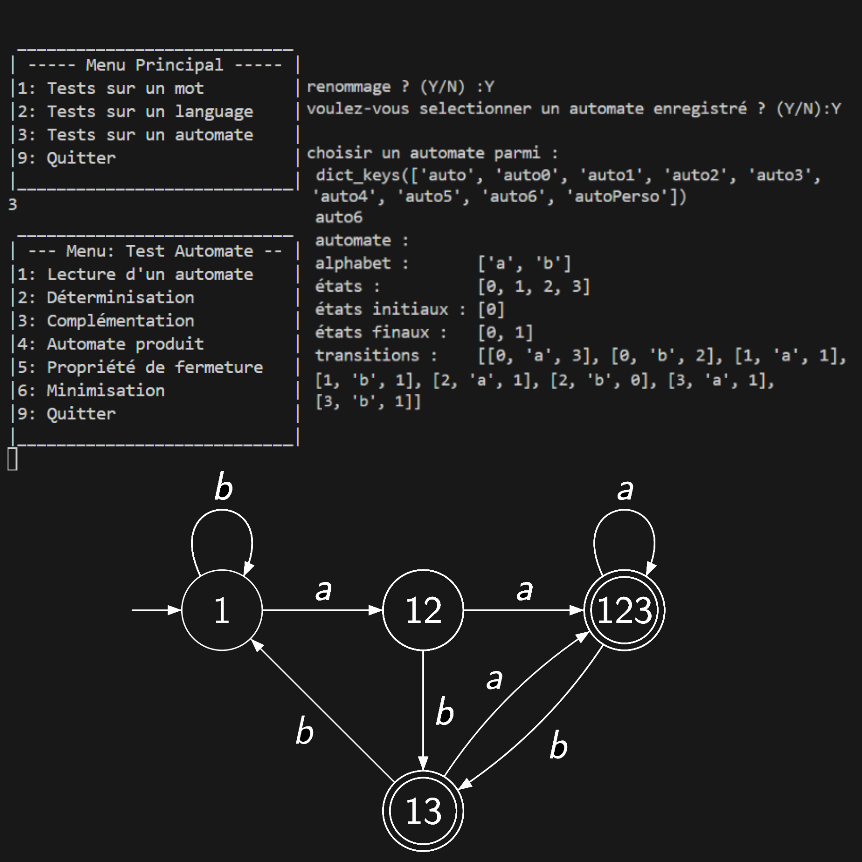 ----- Menu Principal -----
1: Tests sur un mot
2: Tests sur un language
3: Tests sur un automate
9: Quitter
3
--- Menu: Test Automate --
1: Lecture d'un automate
2: Déterminisation
3: Complémentation
4: Automate produit
5: Propriété de fermeture
6: Minimisation
9: Quitter
renommage ? (Y/N) :Y
voulez-vous selectionner un automate enregistré ? (Y/N):Y
choisir un automate parmi :
dict_keys(['auto', 'auto0', 'auto1', 'auto2', 'auto3',
'auto4', 'auto5', 'auto6', 'autoPerso'])
auto6
automate :
alphabet : ['a', 'b']
états : [0, 1, 2, 3]
états initiaux : [0]
états finaux : [0, 1]
transitions : [[0, 'a', 3], [0, 'b', 2], [1, 'a', 1],
[1, 'b', 1], [2, 'a', 1], [2, 'b', 0], [3, 'a', 1],
[3, 'b', 1]]
b
a
1
a
12
a
123
b
b
a
b
13